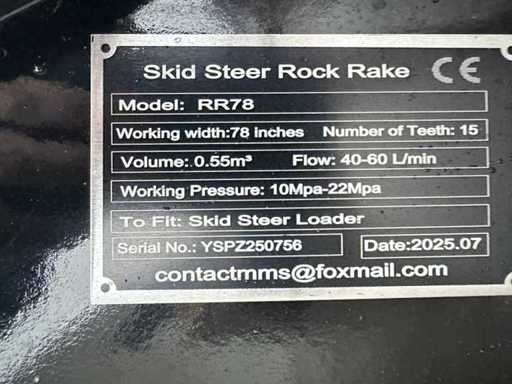 Skid Steer Rock Rake CE
Model: RR78
Working width:78 inches Number of Teeth: 15
Volume: 0.55m³ Flow: 40-60 L/min
Working Pressure: 10Mpa-22Mpa
To Fit: Skid Steer Loader
Serial No.: YSPZ250756 Date:2025.07
contactmms@foxmail.com